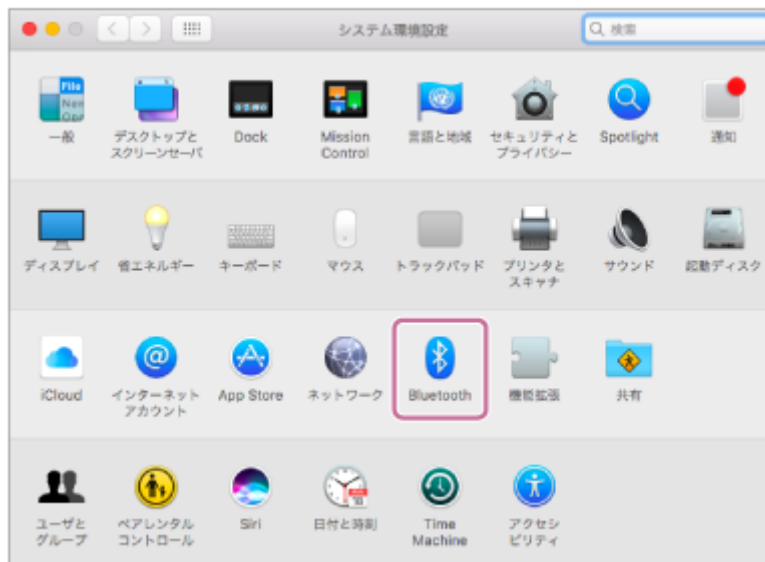 システム環境設定
検索
一般
デスクトップと
スクリーンセーバ
Dock
Mission
Control
言語と地域
セキュリティと
プライバシー
Spotlight
通知
ディスプレイ
省エネルギー
キーボード
マウス
トラックパッド
プリンタと
スキャナ
サウンド
起動ディスク
iCloud
インターネット
アカウント
App Store
ネットワーク
Bluetooth
機能拡張
共有
ユーザと
グループ
ペアレンタル
コントロール
Siri
日付と時刻
Time
Machine
アクセシ
ビリティ